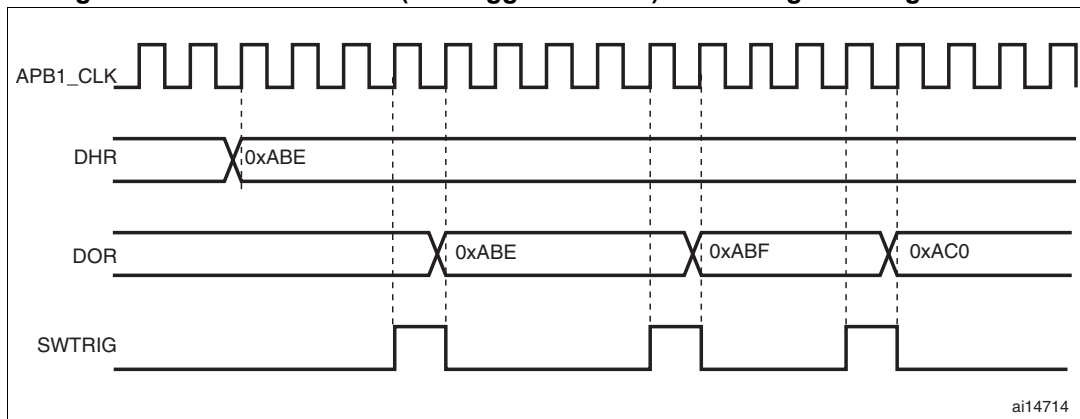 APB1_CLK
DHR
0xABE
DOR
0xABE
0xABF
0xAC0
SWTRIG
ai14714